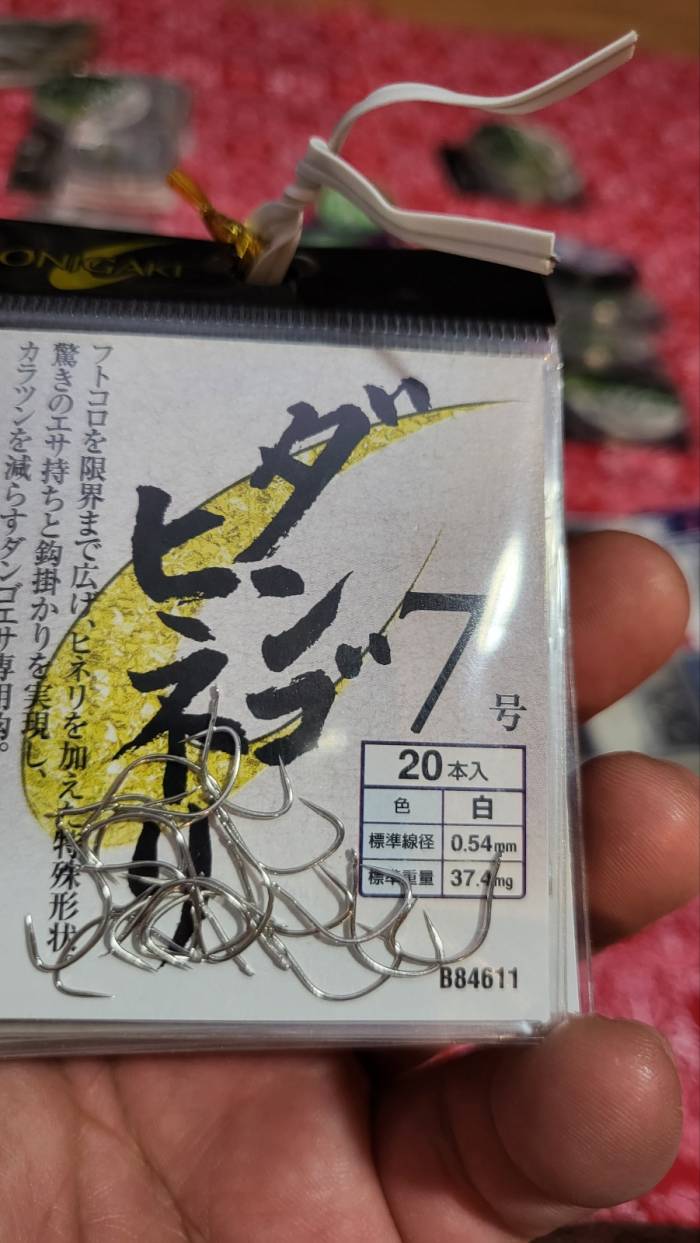 ONIGAKE
ダンゴ
ヒネリ
7号
20本入
色 白
標準線径 0.54mm
標準重量 37.4mg
B84611
フトコロを限界まで広げ、ヒネリを加えた特殊形状
驚きのエサ持ちと鈎掛かりを実現し、
カラツンを減らすダンゴエサ専用鈎。